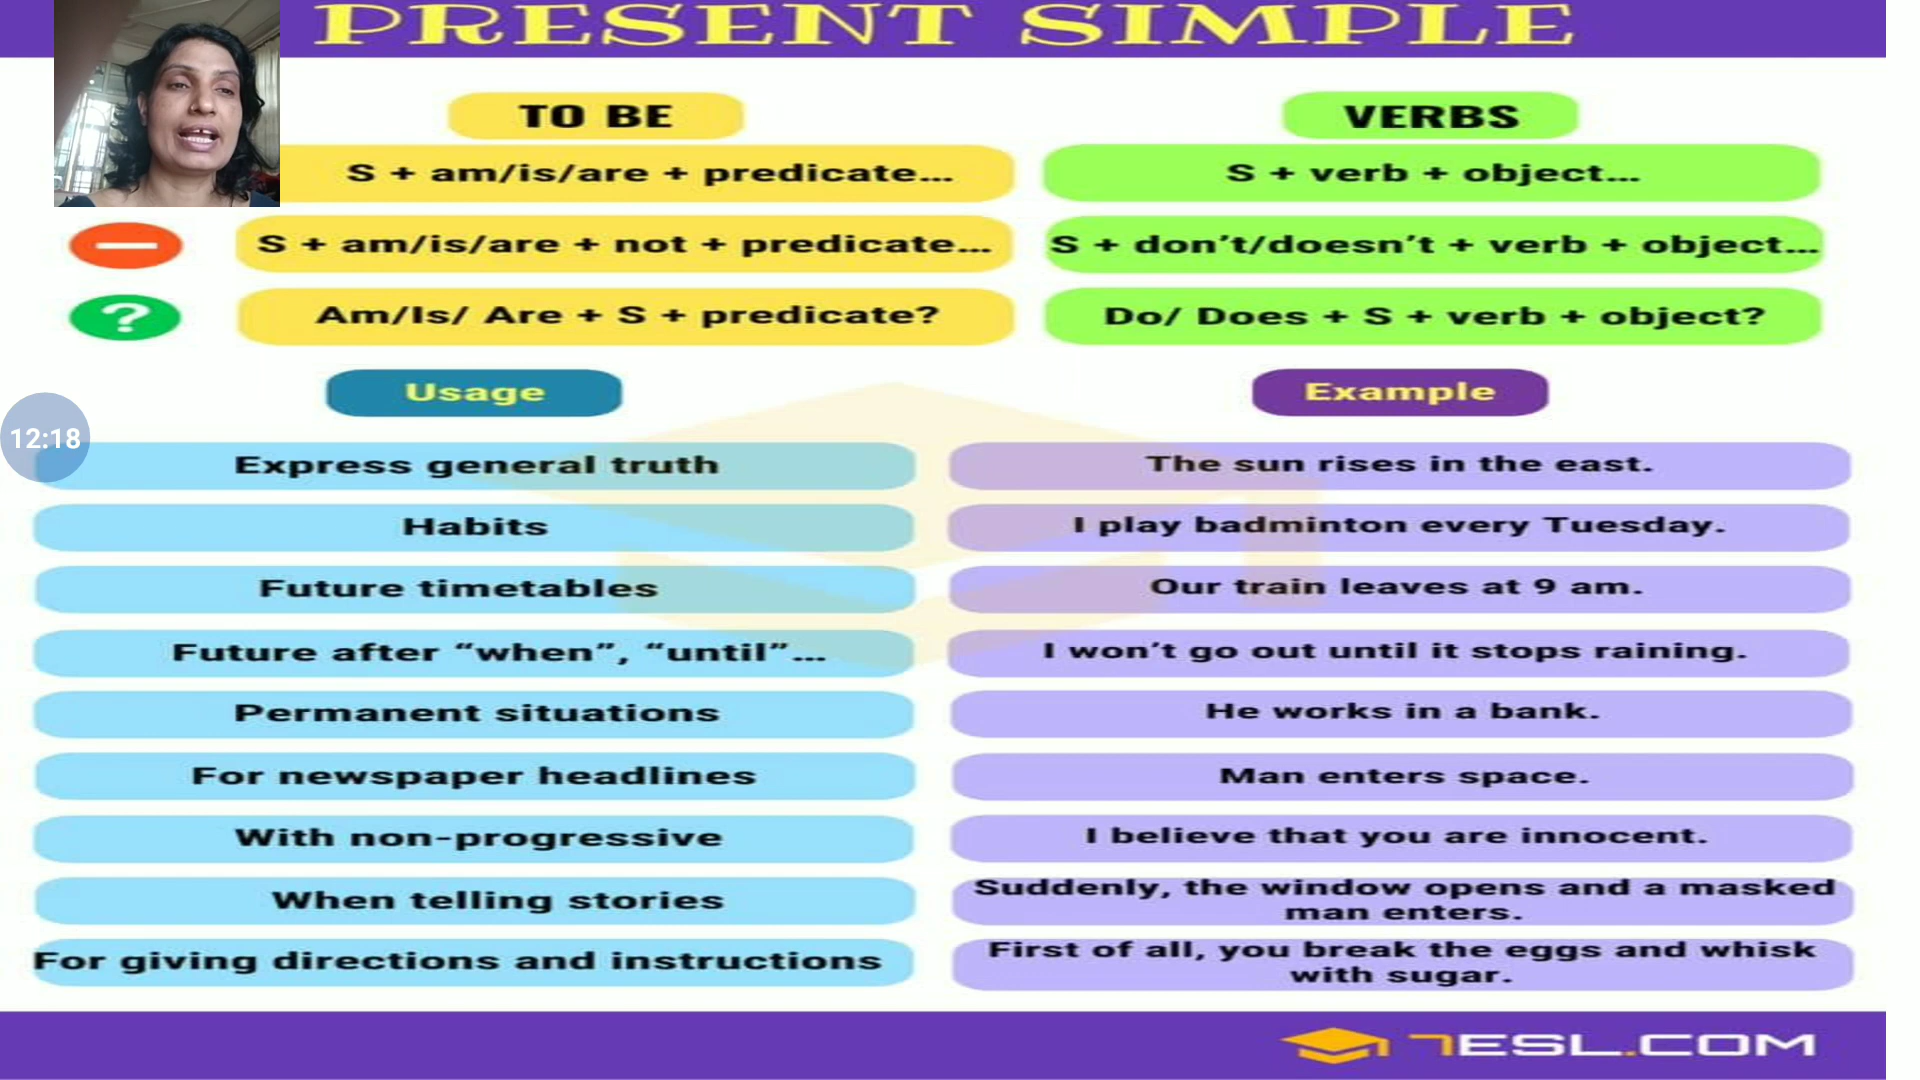 PRESENT SIMPLE
TO BE
VERBS
S + am/is/are + predicate...
S + verb + object...
S + am/is/are + not + predicate...
S + don't/doesn't + verb + object...
Am/Is/ Are + S + predicate?
Do/ Does + S + verb + object?
Usage
Example
12:18
Express general truth
The sun rises in the east.
Habits
I play badminton every Tuesday.
Future timetables
Our train leaves at 9 am.
Future after “when”, “until”...
I won't go out until it stops raining.
Permanent situations
He works in a bank.
For newspaper headlines
Man enters space.
With non-progressive
I believe that you are innocent.
When telling stories
Suddenly, the window opens and a masked
man enters.
For giving directions and instructions
First of all, you break the eggs and whisk
with sugar.
7ESL.COM